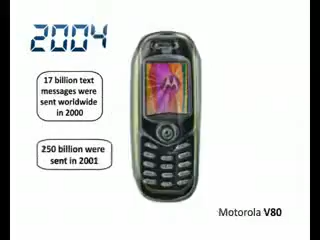 2004
17 billion text
messages were
sent worldwide
in 2000
250 billion were
sent in 2001
Motorola V80